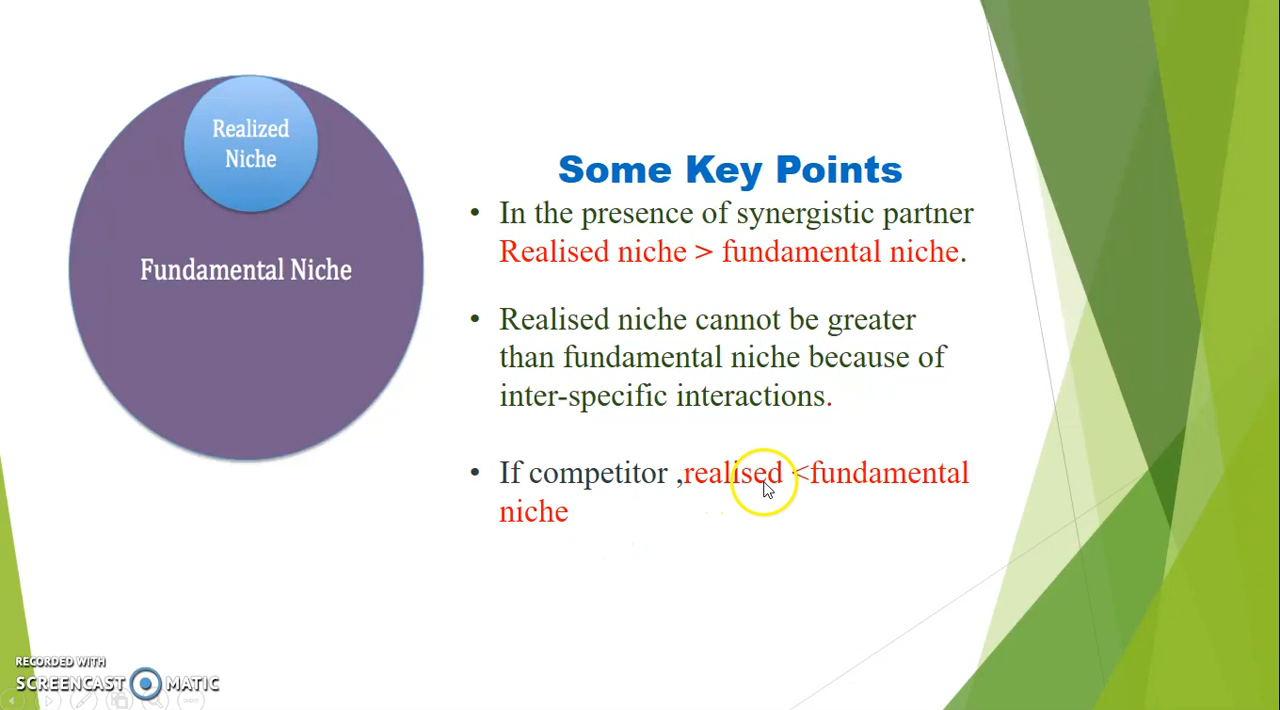 Realized
Niche
Fundamental Niche
Some Key Points
• In the presence of synergistic partner
Realised niche > fundamental niche.
• Realised niche cannot be greater
than fundamental niche because of
inter-specific interactions.
• If competitor ,realised <fundamental
niche
RECORDED WITH
SCREENCAST MATIC